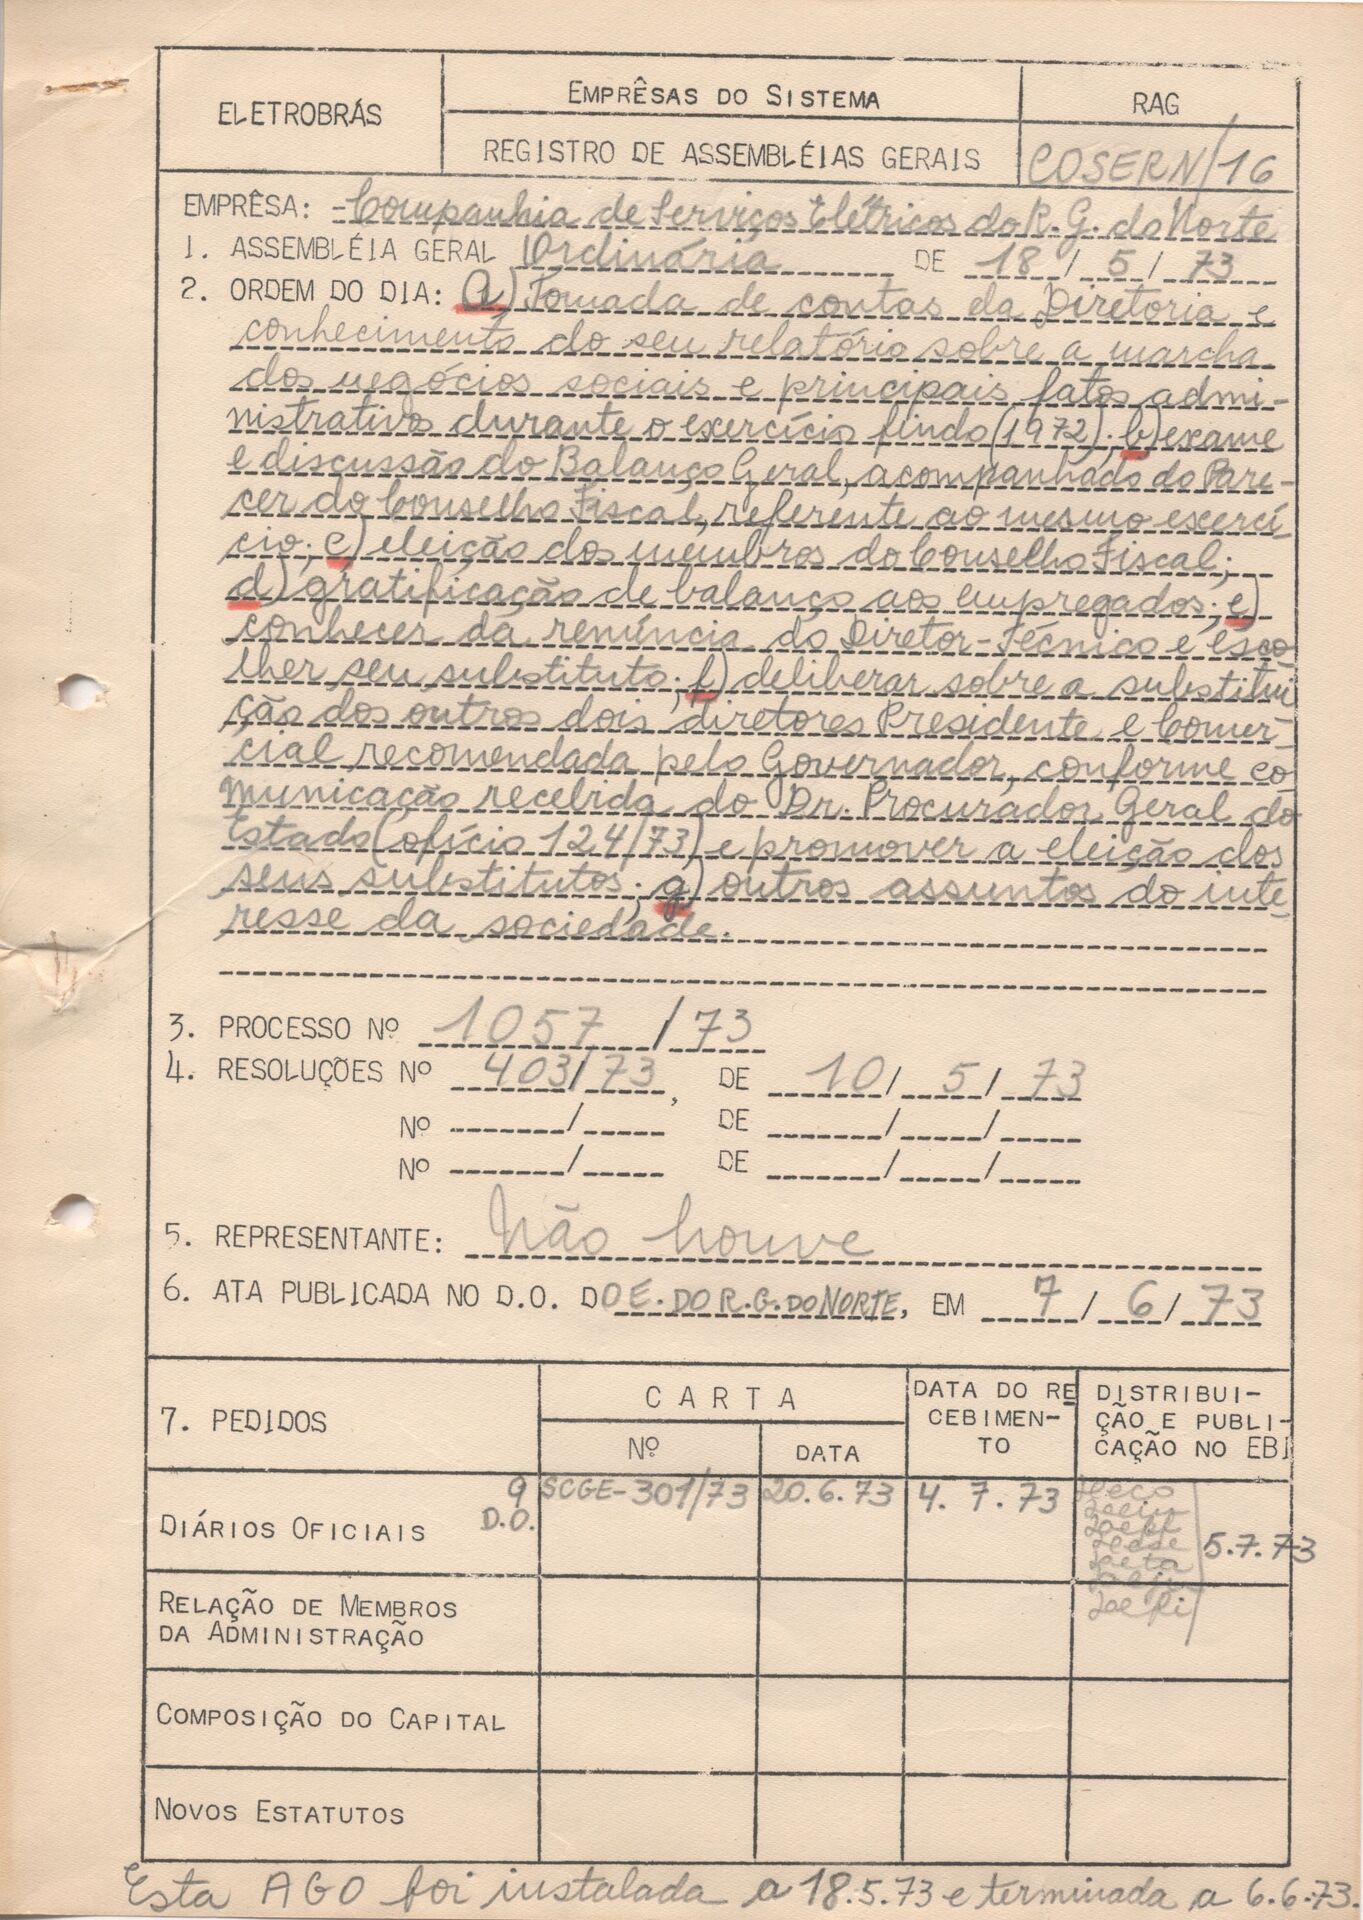 ELETROBRÁS
EMPRÊSAS DO SISTEMA
REGISTRO DE ASSEMBLÉIAS GERAIS
RAG
COSERN/16
EMPRÊSA: Companhia de Serviços Elétricos do R. G. do Norte
1. ASSEMBLÉIA GERAL Ordinária DE 18 / 5 / 73
2. ORDEM DO DIA: a) Tomada de contas da Diretoria e
conhecimento do seu relatório sobre a marcha
dos negócios sociais e principais fatos admi-
nistrativos durante o exercício findo (1972); b) exame
e discussão do Balanço Geral, acompanhado do Pare-
cer do Conselho Fiscal, referente ao mesmo exercí-
cio; c) eleição dos membros do Conselho Fiscal;
d) gratificação de balanço aos empregados; e)
conhecer da renúncia do Diretor-Técnico e esco-
lher seu substituto; f) deliberar sobre a substitui
ção dos outros dois diretores Presidente e Comer-
cial recomendada pelo Governador, conforme co
municação recebida do Dr. Procurador Geral do
Estado (ofício 124/73) e promover a eleição dos
seus substitutos; g) outros assuntos do inte-
resse da sociedade.
3. PROCESSO Nº 1057 / 73
4. RESOLUÇÕES Nº 403/73, DE 10 / 5 / 73
Nº / DE / /
Nº / DE / /
5. REPRESENTANTE: Não houve
6. ATA PUBLICADA NO D.O. DO E. DO R. G. DO NORTE, EM 7 / 6 / 73
7. PEDIDOS
CARTA
Nº
DATA
DATA DO RE
CEBIMEN-
TO
DISTRIBUI-
ÇÃO E PUBLI-
CAÇÃO NO EBI
DIÁRIOS OFICIAIS
9
D.O.
SCGE-301/73
20.6.73
4. 7. 73
5.7.73
RELAÇÃO DE MEMBROS
DA ADMINISTRAÇÃO
COMPOSIÇÃO DO CAPITAL
NOVOS ESTATUTOS
Esta AGO foi instalada a 18.5.73 e terminada a 6.6.73.